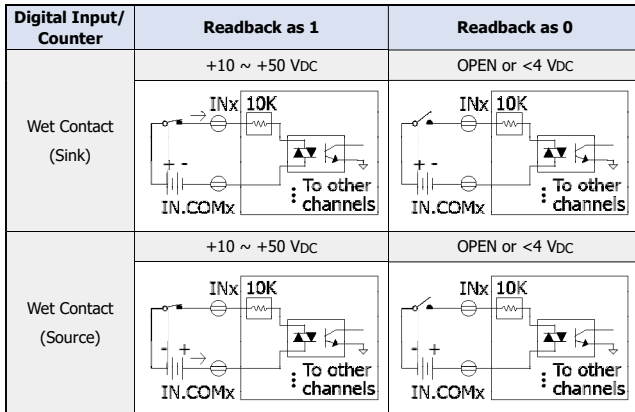 Digital Input/ Counter
Readback as 1
Readback as 0
Wet Contact
(Sink)
+10 ~ +50 VDC
OPEN or <4 VDC
INx 10K
+ -
IN.COMx
To other
channels
INx 10K
+ -
IN.COMx
To other
channels
Wet Contact
(Source)
+10 ~ +50 VDC
OPEN or <4 VDC
INx 10K
- +
IN.COMx
To other
channels
INx 10K
- +
IN.COMx
To other
channels